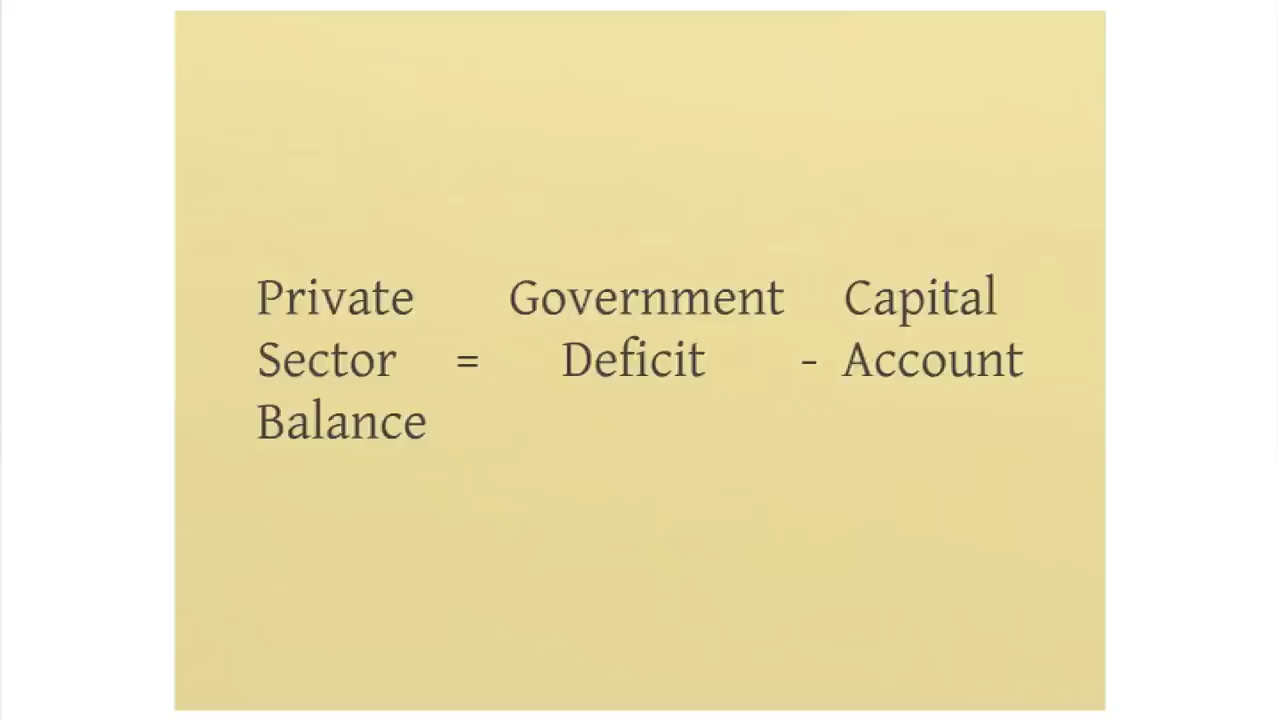 Private Government Capital
Sector = Deficit - Account
Balance